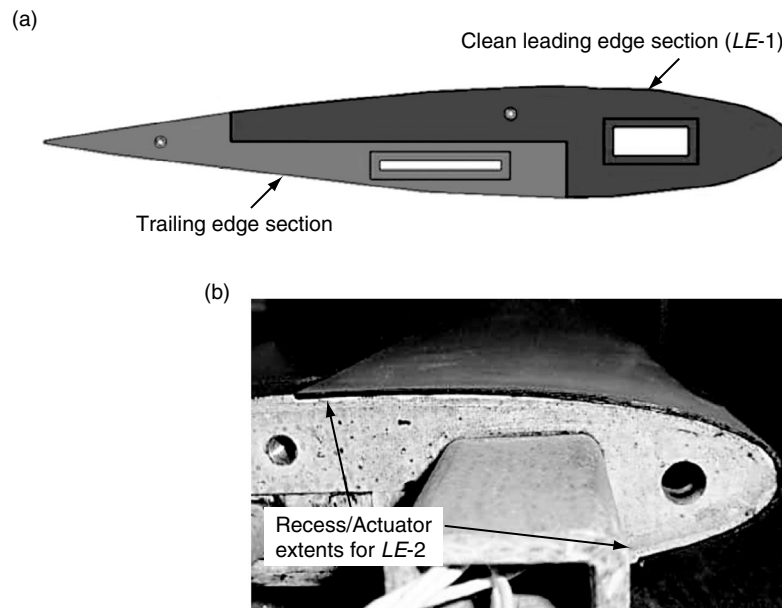 (a)
Clean leading edge section (LE-1)
Trailing edge section
(b)
Recess/Actuator
extents for LE-2